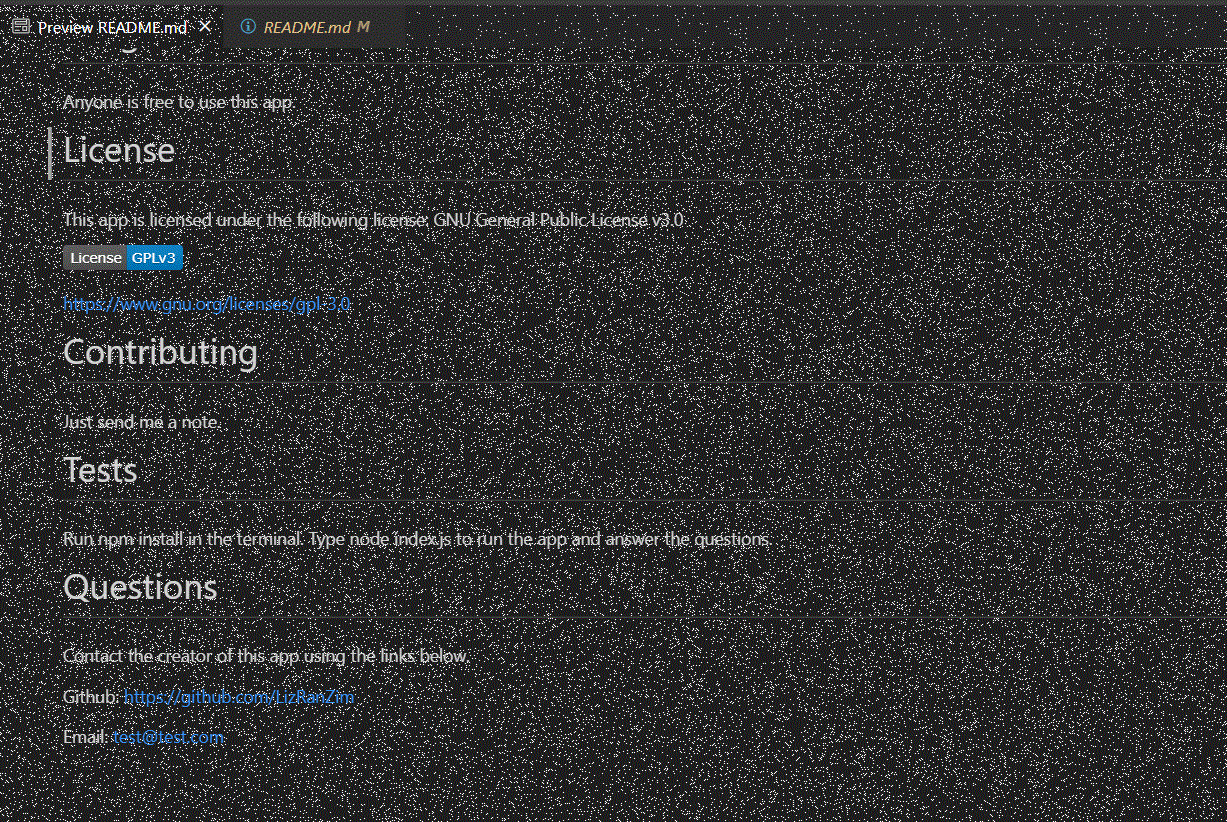 Preview README.md
README.md M
Anyone is free to use this app.
License
This app is licensed under the following license: GNU General Public License v3.0
License GPLv3
https://www.gnu.org/licenses/gpl-3.0
Contributing
Just send me a note.
Tests
Run npm install in the terminal. Type node index.js to run the app and answer the questions.
Questions
Contact the creator of this app using the links below.
Github: https://github.com/LizRanZim
Email: test@test.com